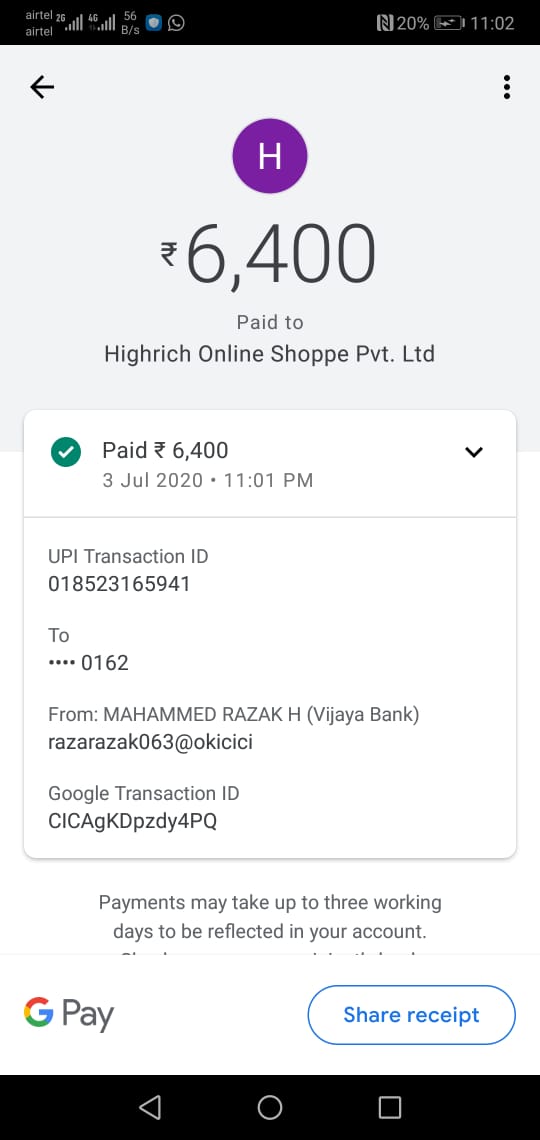 airtel 2G 4G 56 20% 11:02
airtel B/s
H
₹6,400
Paid to
Highrich Online Shoppe Pvt. Ltd
Paid ₹ 6,400
3 Jul 2020 • 11:01 PM
UPI Transaction ID
018523165941
To
•••• 0162
From: MAHAMMED RAZAK H (Vijaya Bank)
razarazak063@okicici
Google Transaction ID
CICAgKDpzdy4PQ
Payments may take up to three working
days to be reflected in your account.
G Pay
Share receipt